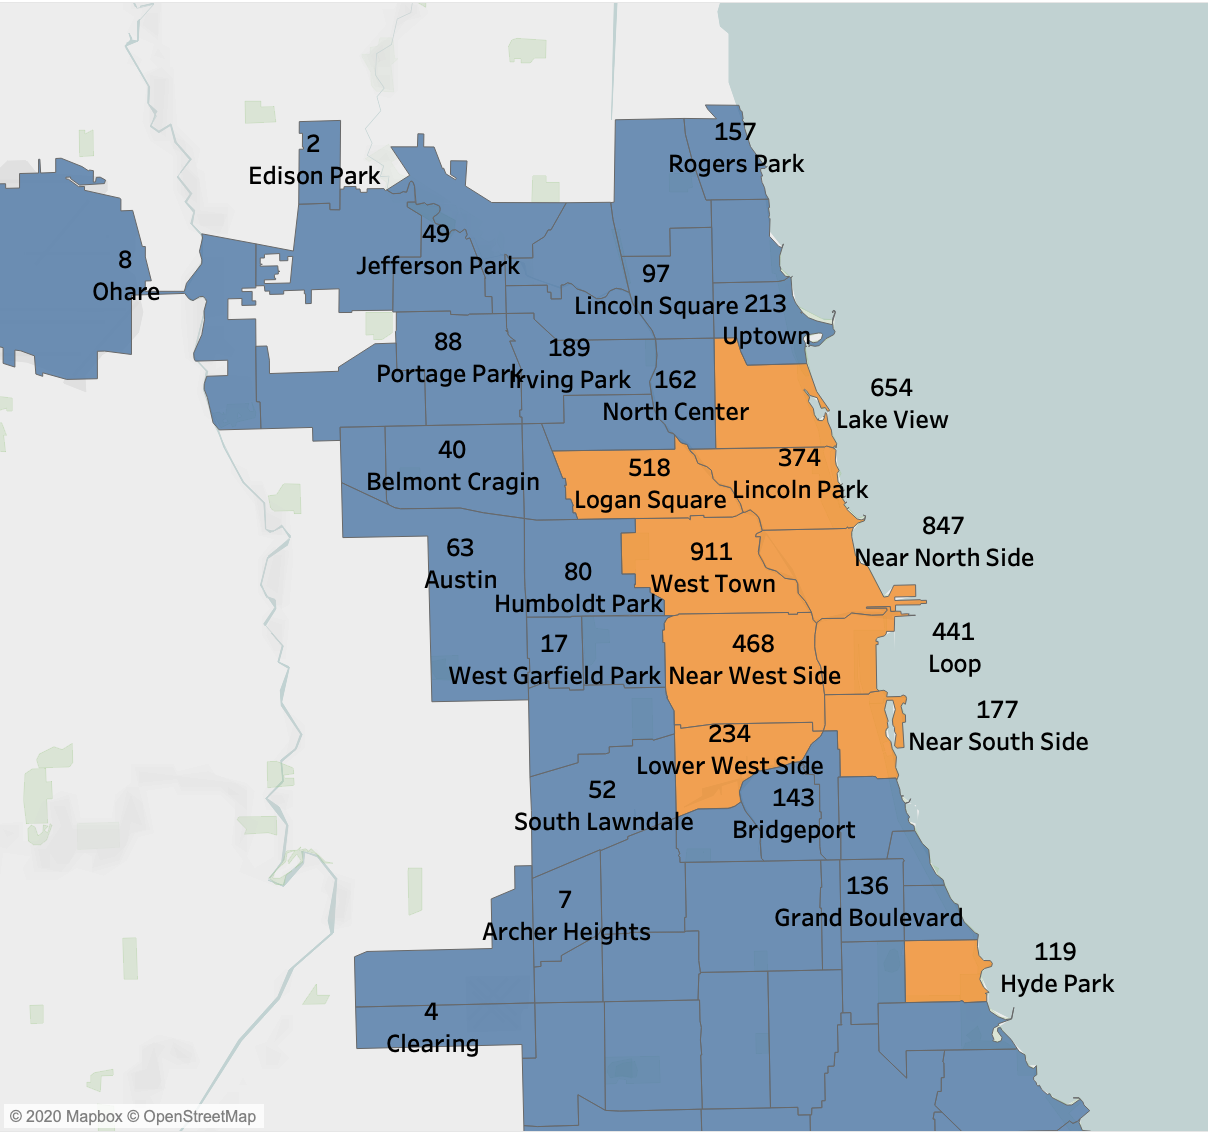 157
Rogers Park
2
Edison Park
49
Jefferson Park
8
Ohare
97
Lincoln Square
213
Uptown
88
Portage Park
189
Irving Park
162
North Center
654
Lake View
40
Belmont Cragin
518
Logan Square
374
Lincoln Park
847
Near North Side
63
Austin
80
Humboldt Park
911
West Town
17
West Garfield Park
468
Near West Side
441
Loop
177
Near South Side
234
Lower West Side
52
South Lawndale
143
Bridgeport
7
Archer Heights
136
Grand Boulevard
119
Hyde Park
4
Clearing
© 2020 Mapbox © OpenStreetMap